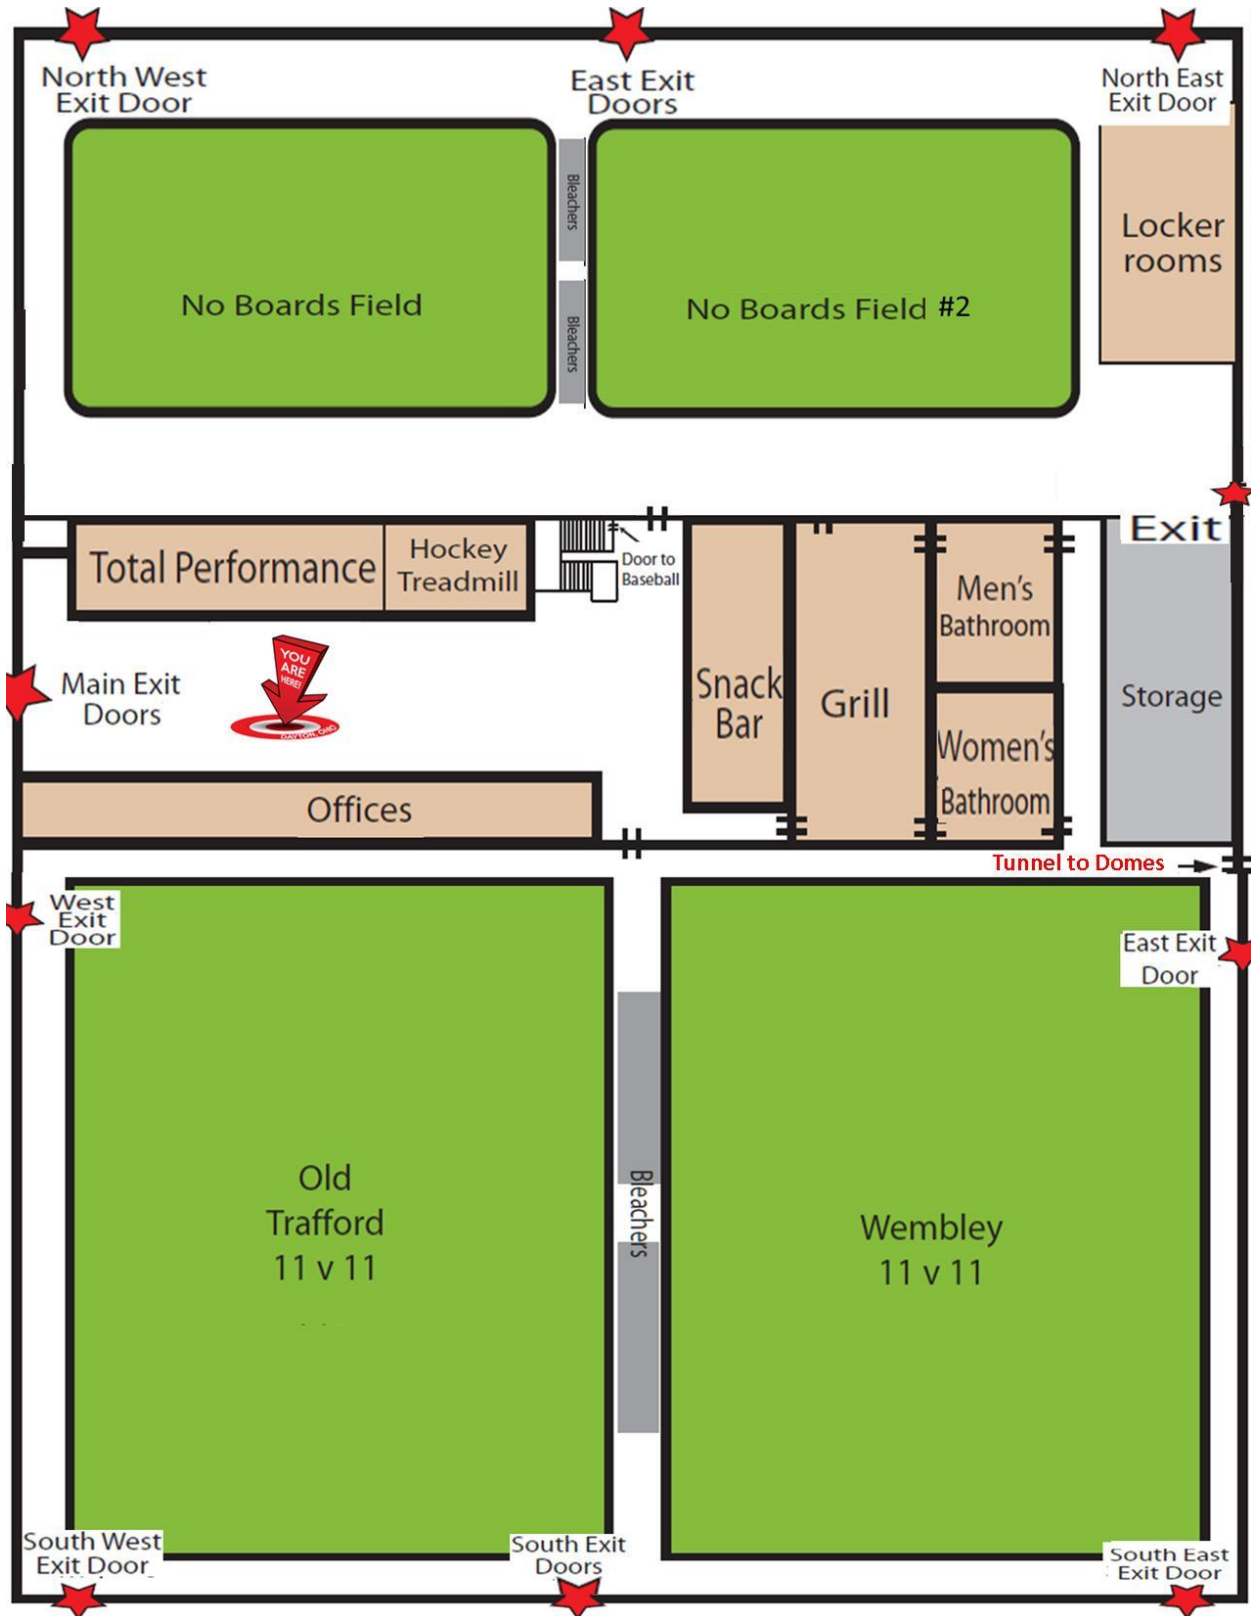 North West
Exit Door
East Exit
Doors
North East
Exit Door
Bleachers
Locker
rooms
No Boards Field
Bleachers
No Boards Field #2
Exit
Total Performance
Hockey
Treadmill
Door to
Baseball
Men's
Bathroom
YOU
ARE
HERE!
DAYTON, OHIO
Main Exit
Doors
Snack
Bar
Grill
Storage
Women's
Bathroom
Offices
Tunnel to Domes
West
Exit
Door
East Exit
Door
Old
Trafford
11 v 11
Bleachers
Wembley
11 v 11
South West
Exit Door
South Exit
Doors
South East
Exit Door